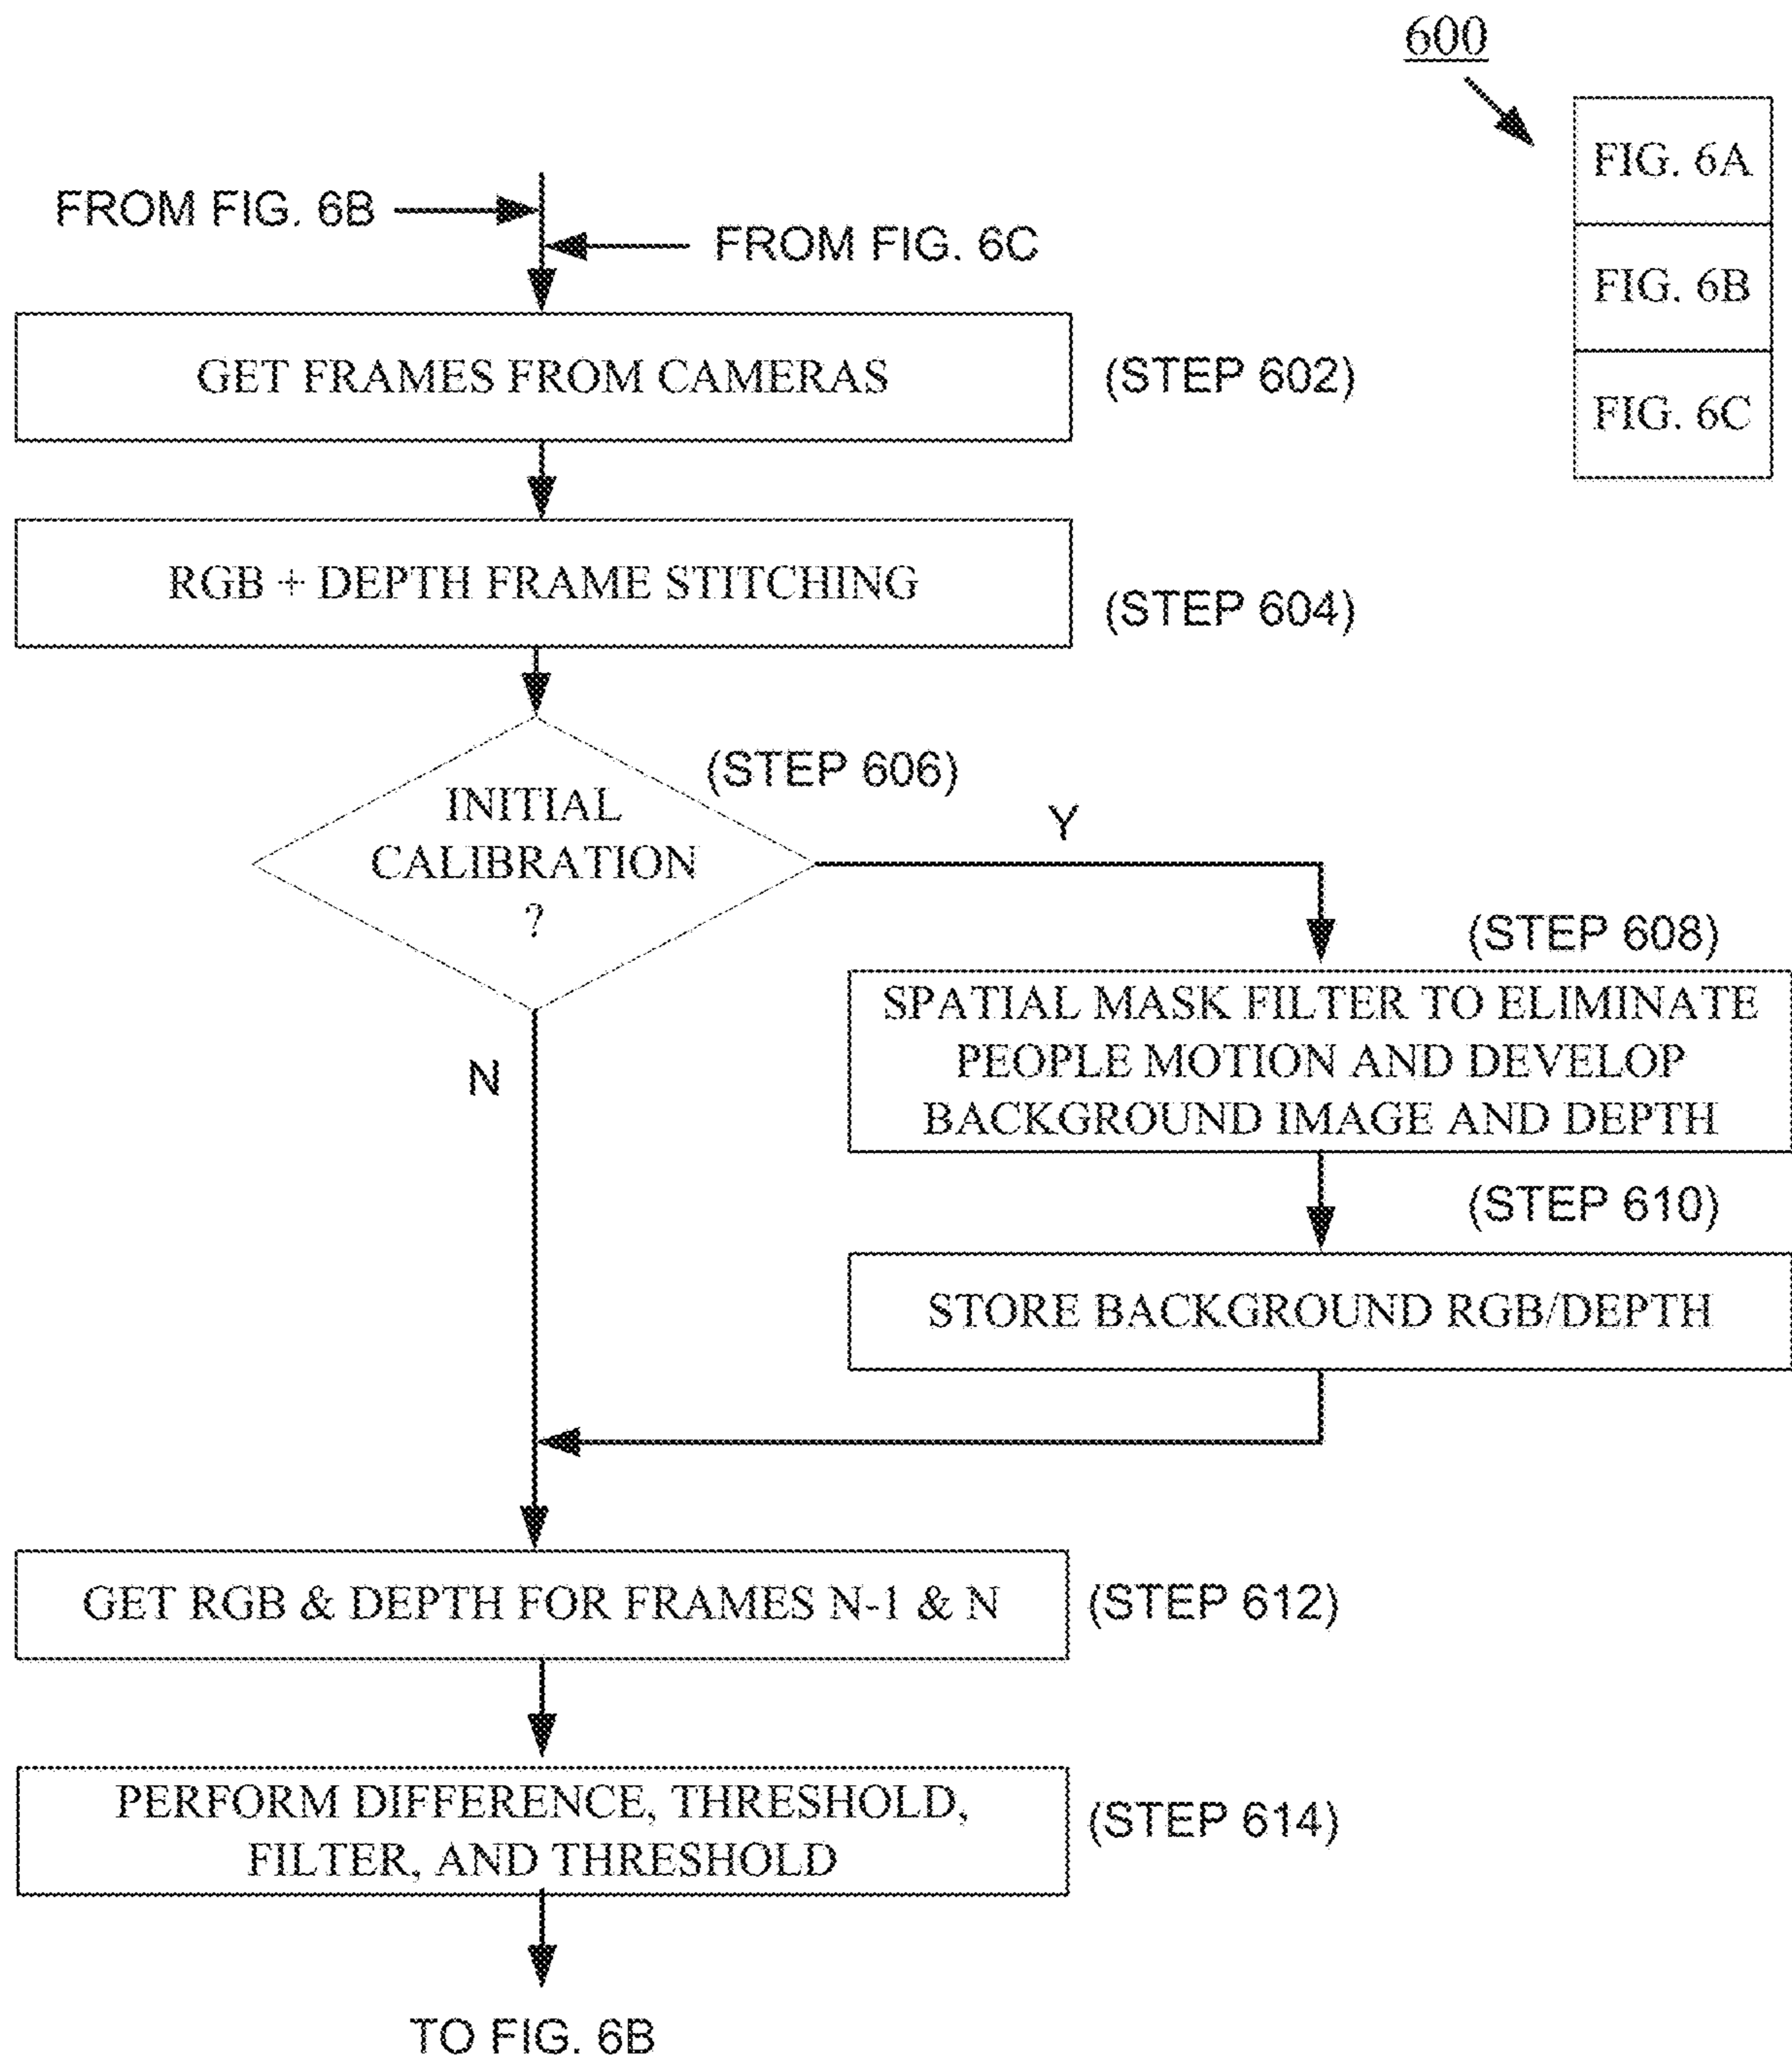 600
FIG. 6A
FIG. 6B
FIG. 6C
FROM FIG. 6B
FROM FIG. 6C
GET FRAMES FROM CAMERAS
(STEP 602)
RGB + DEPTH FRAME STITCHING
(STEP 604)
(STEP 606)
INITIAL
CALIBRATION
?
Y
N
(STEP 608)
SPATIAL MASK FILTER TO ELIMINATE
PEOPLE MOTION AND DEVELOP
BACKGROUND IMAGE AND DEPTH
(STEP 610)
STORE BACKGROUND RGB/DEPTH
GET RGB & DEPTH FOR FRAMES N-1 & N
(STEP 612)
PERFORM DIFFERENCE, THRESHOLD,
FILTER, AND THRESHOLD
(STEP 614)
TO FIG. 6B